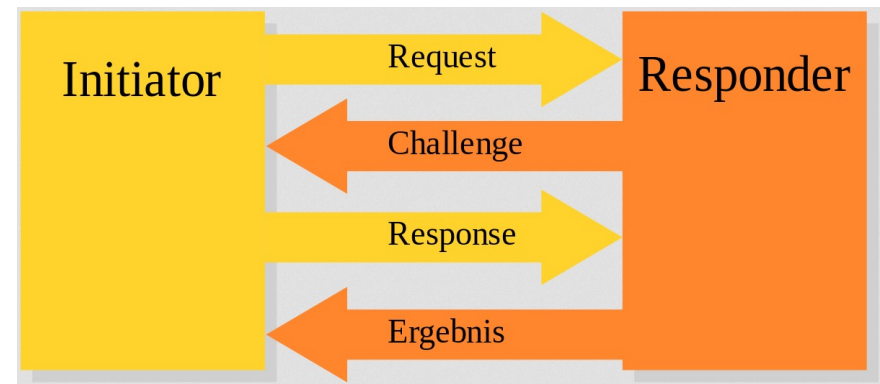 Initiator
Responder
Request
Challenge
Response
Ergebnis